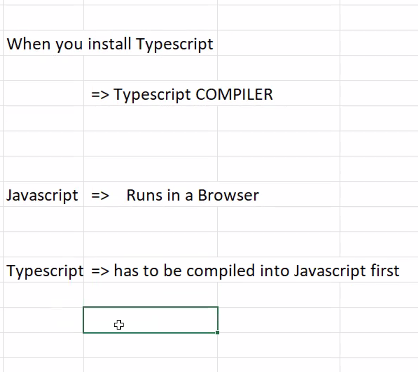 When you install Typescript
=> Typescript COMPILER
Javascript => Runs in a Browser
Typescript => has to be compiled into Javascript first